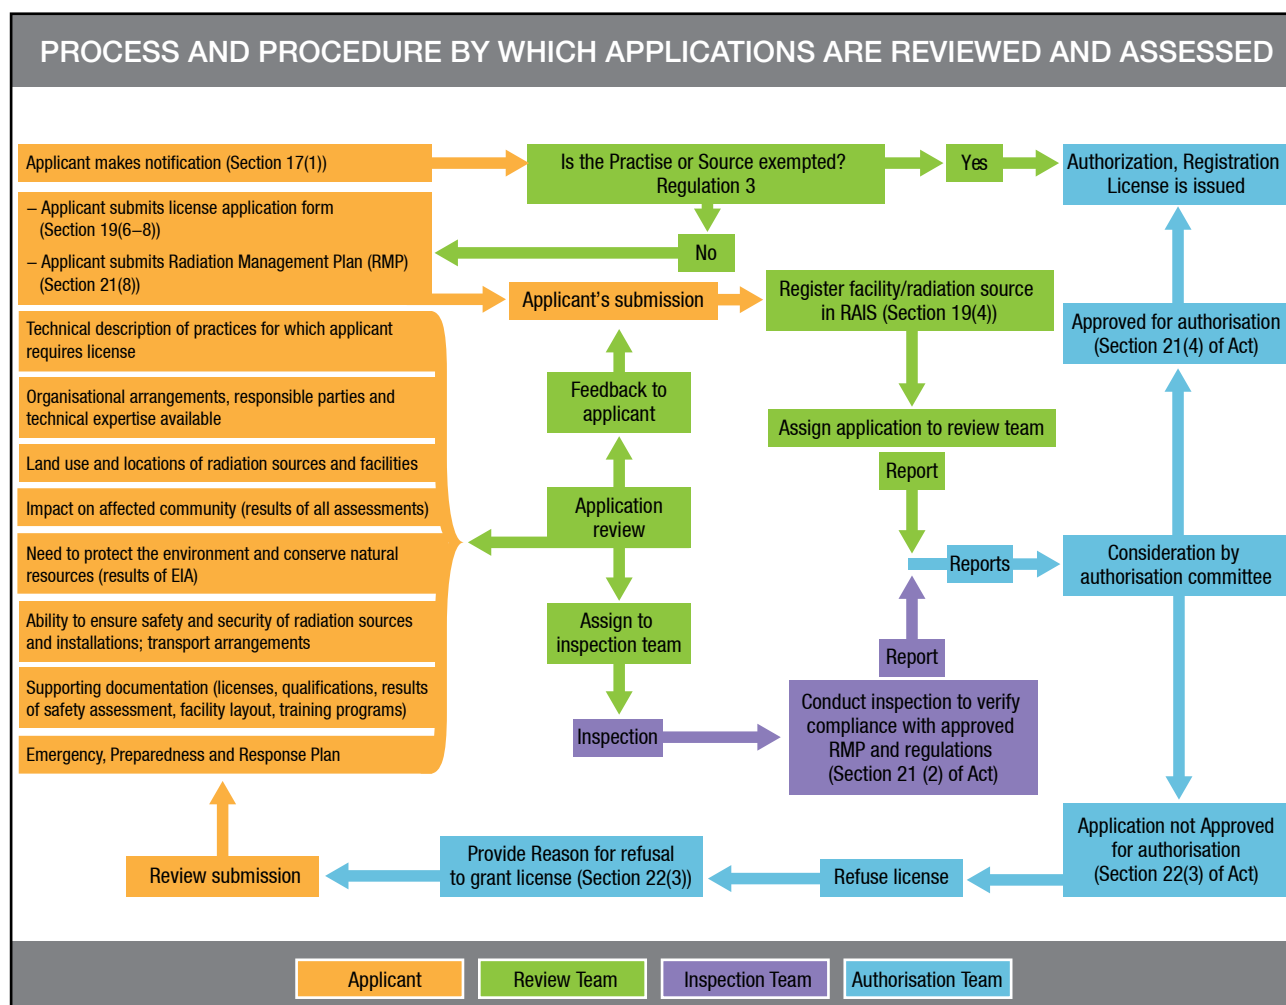 PROCESS AND PROCEDURE BY WHICH APPLICATIONS ARE REVIEWED AND ASSESSED
Applicant makes notification (Section 17(1))
Is the Practise or Source exempted?
Regulation 3
Yes
Authorization, Registration
License is issued
– Applicant submits license application form
(Section 19(6–8))
– Applicant submits Radiation Management Plan (RMP)
(Section 21(8))
No
Applicant's submission
Register facility/radiation source
in RAIS (Section 19(4))
Approved for authorisation
(Section 21(4) of Act)
Technical description of practices for which applicant
requires license
Organisational arrangements, responsible parties and
technical expertise available
Land use and locations of radiation sources and facilities
Impact on affected community (results of all assessments)
Need to protect the environment and conserve natural
resources (results of EIA)
Ability to ensure safety and security of radiation sources
and installations; transport arrangements
Supporting documentation (licenses, qualifications, results
of safety assessment, facility layout, training programs)
Emergency, Preparedness and Response Plan
Feedback to
applicant
Application
review
Assign to
inspection team
Inspection
Assign application to review team
Report
Reports
Consideration by
authorisation committee
Report
Conduct inspection to verify
compliance with approved
RMP and regulations
(Section 21 (2) of Act)
Application not Approved
for authorisation
(Section 22(3) of Act)
Refuse license
Provide Reason for refusal
to grant license (Section 22(3))
Review submission
Applicant
Review Team
Inspection Team
Authorisation Team